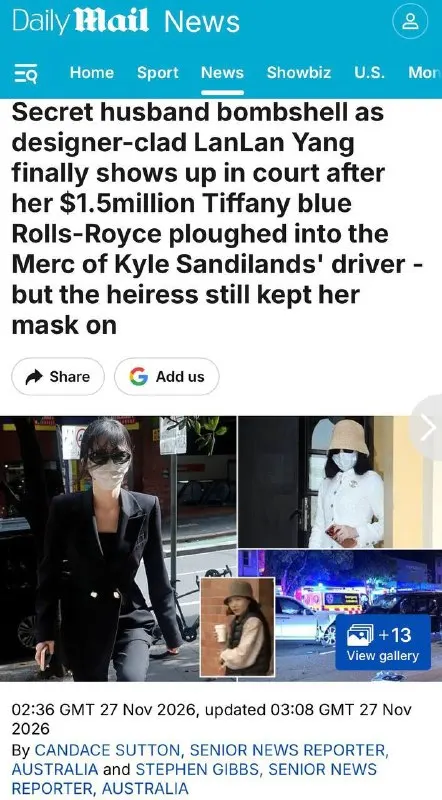 Daily Mail News
Home Sport News Showbiz U.S. Mor
Secret husband bombshell as
designer-clad LanLan Yang
finally shows up in court after
her $1.5million Tiffany blue
Rolls-Royce ploughed into the
Merc of Kyle Sandilands' driver -
but the heiress still kept her
mask on
Share
Add us
+13
View gallery
02:36 GMT 27 Nov 2026, updated 03:08 GMT 27 Nov
2026
By CANDACE SUTTON, SENIOR NEWS REPORTER,
AUSTRALIA and STEPHEN GIBBS, SENIOR NEWS
REPORTER, AUSTRALIA